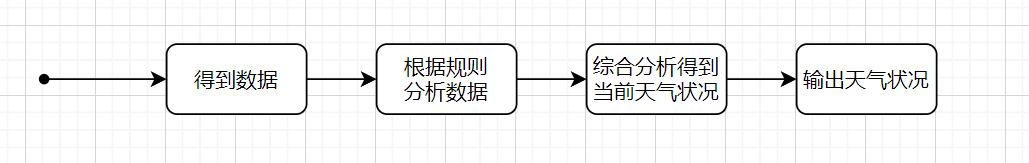 得到数据
根据规则
分析数据
综合分析得到
当前天气状况
输出天气状况